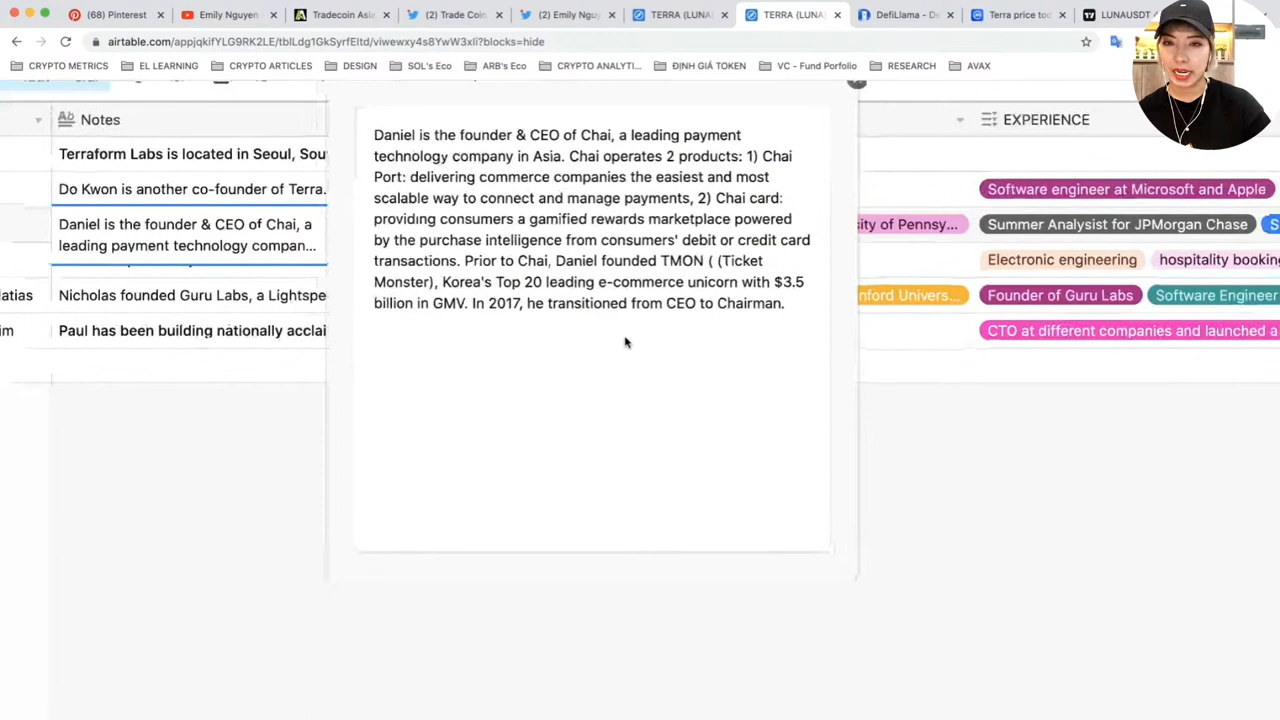 (68) Pinterest
Emily Nguyen
Tradecoin Asia
(2) Trade Coin
(2) Emily Nguy
TERRA (LUNA)
TERRA (LUNA)
DefiLlama - De
Terra price too
LUNAUSDT
airtable.com/appjqkifYLG9RK2LE/tblLdg1GkSyrfEltd/viwewxy4s8YwW3xli?blocks=hide
CRYPTO METRICS
EL LEARNING
CRYPTO ARTICLES
DESIGN
SOL's Eco
ARB's Eco
CRYPTO ANALYTI...
ĐỊNH GIÁ TOKEN
VC - Fund Porfolio
RESEARCH
AVAX
Notes
EXPERIENCE
Terraform Labs is located in Seoul, Sou
Do Kwon is another co-founder of Terra.
Software engineer at Microsoft and Apple
Daniel is the founder & CEO of Chai, a
leading payment technology compan...
sity of Pennsy...
Summer Analysist for JPMorgan Chase
S
Electronic engineering
hospitality booking
atias
Nicholas founded Guru Labs, a Lightspe
nford Univers...
Founder of Guru Labs
Software Engineer
im
Paul has been building nationally acclai
CTO at different companies and launched a
Daniel is the founder & CEO of Chai, a leading payment
technology company in Asia. Chai operates 2 products: 1) Chai
Port: delivering commerce companies the easiest and most
scalable way to connect and manage payments, 2) Chai card:
providing consumers a gamified rewards marketplace powered
by the purchase intelligence from consumers' debit or credit card
transactions. Prior to Chai, Daniel founded TMON ( (Ticket
Monster), Korea's Top 20 leading e-commerce unicorn with $3.5
billion in GMV. In 2017, he transitioned from CEO to Chairman.